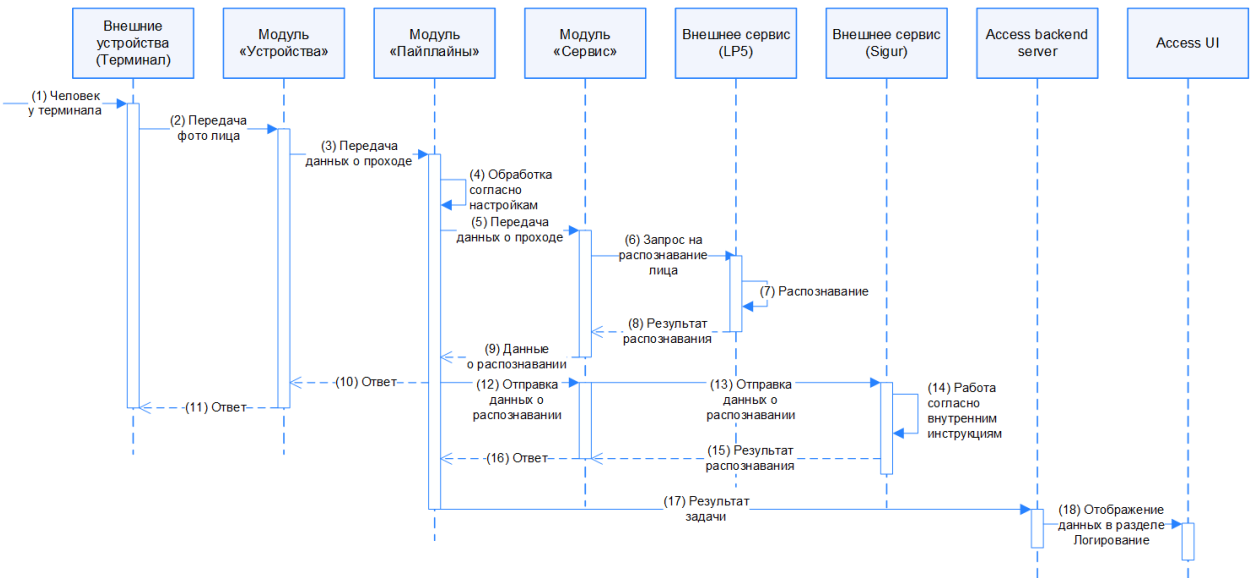 Внешние
устройства
(Терминал)
Модуль
«Устройства»
Модуль
«Пайплайны»
Модуль
«Сервис»
Внешнее сервис
(LP5)
Внешнее сервис
(Sigur)
Access backend
server
Access UI
(1) Человек
у терминала
(2) Передача
фото лица
(3) Передача
данных о проходе
(4) Обработка
согласно
настройкам
(5) Передача
данных о проходе
(6) Запрос на
распознавание
лица
(7) Распознавание
(8) Результат
распознавания
(9) Данные
о распознавании
(10) Ответ
(11) Ответ
(12) Отправка
данных о
распознавании
(13) Отправка
данных о
распознавании
(14) Работа
согласно
внутренним
инструкциям
(15) Результат
распознавания
(16) Ответ
(17) Результат
задачи
(18) Отображение
данных в разделе
Логирование